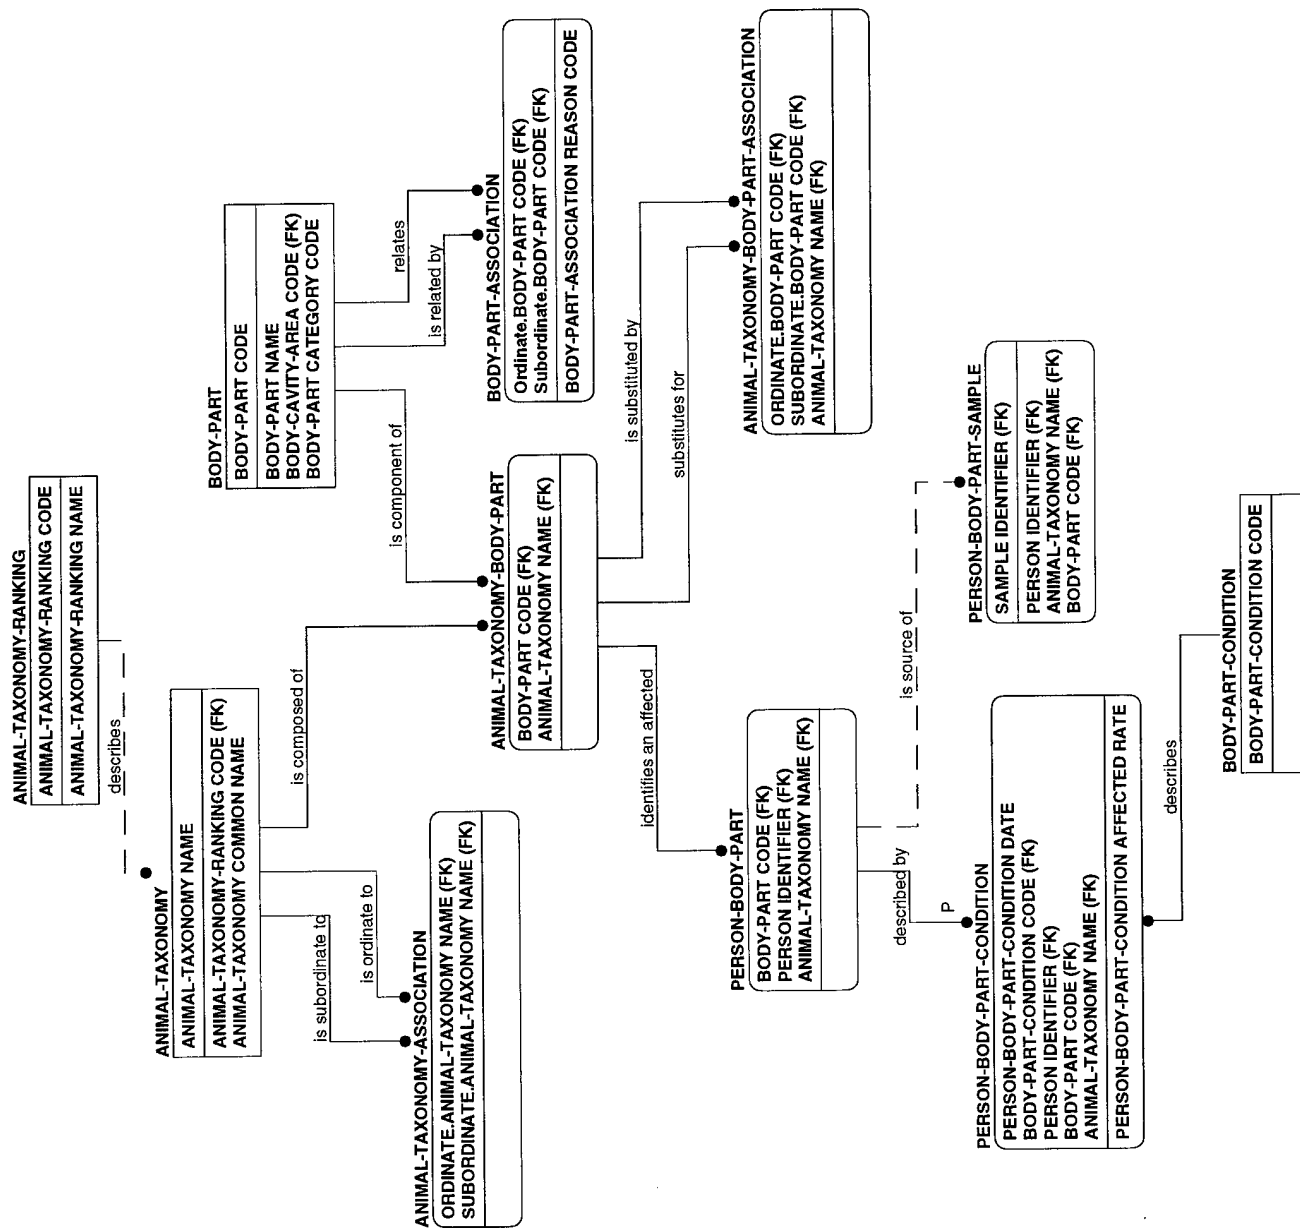 ANIMAL-TAXONOMY-RANKING
ANIMAL-TAXONOMY-RANKING CODE
ANIMAL-TAXONOMY-RANKING NAME
describes
ANIMAL-TAXONOMY
ANIMAL-TAXONOMY NAME
ANIMAL-TAXONOMY-RANKING CODE (FK)
ANIMAL-TAXONOMY COMMON NAME
is subordinate to
is ordinate to
is composed of
BODY-PART
BODY-PART CODE
BODY-PART NAME
BODY-CAVITY-AREA CODE (FK)
BODY-PART CATEGORY CODE
is component of
is related by
relates
ANIMAL-TAXONOMY-ASSOCIATION
ORDINATE.ANIMAL-TAXONOMY NAME (FK)
SUBORDINATE.ANIMAL-TAXONOMY NAME (FK)
ANIMAL-TAXONOMY-BODY-PART
BODY-PART CODE (FK)
ANIMAL-TAXONOMY NAME (FK)
BODY-PART-ASSOCIATION
Ordinate.BODY-PART CODE (FK)
Subordinate.BODY-PART CODE (FK)
BODY-PART-ASSOCIATION REASON CODE
identifies an affected
substitutes for
is substituted by
PERSON-BODY-PART
BODY-PART CODE (FK)
PERSON IDENTIFIER (FK)
ANIMAL-TAXONOMY NAME (FK)
ANIMAL-TAXONOMY-BODY-PART-ASSOCIATION
ORDINATE.BODY-PART CODE (FK)
SUBORDINATE.BODY-PART CODE (FK)
ANIMAL-TAXONOMY NAME (FK)
described by
P
is source of
PERSON-BODY-PART-CONDITION
PERSON-BODY-PART-CONDITION DATE
BODY-PART-CONDITION CODE (FK)
PERSON IDENTIFIER (FK)
BODY-PART CODE (FK)
ANIMAL-TAXONOMY NAME (FK)
PERSON-BODY-PART-CONDITION AFFECTED RATE
PERSON-BODY-PART-SAMPLE
SAMPLE IDENTIFIER (FK)
PERSON IDENTIFIER (FK)
ANIMAL-TAXONOMY NAME (FK)
BODY-PART CODE (FK)
describes
BODY-PART-CONDITION
BODY-PART-CONDITION CODE